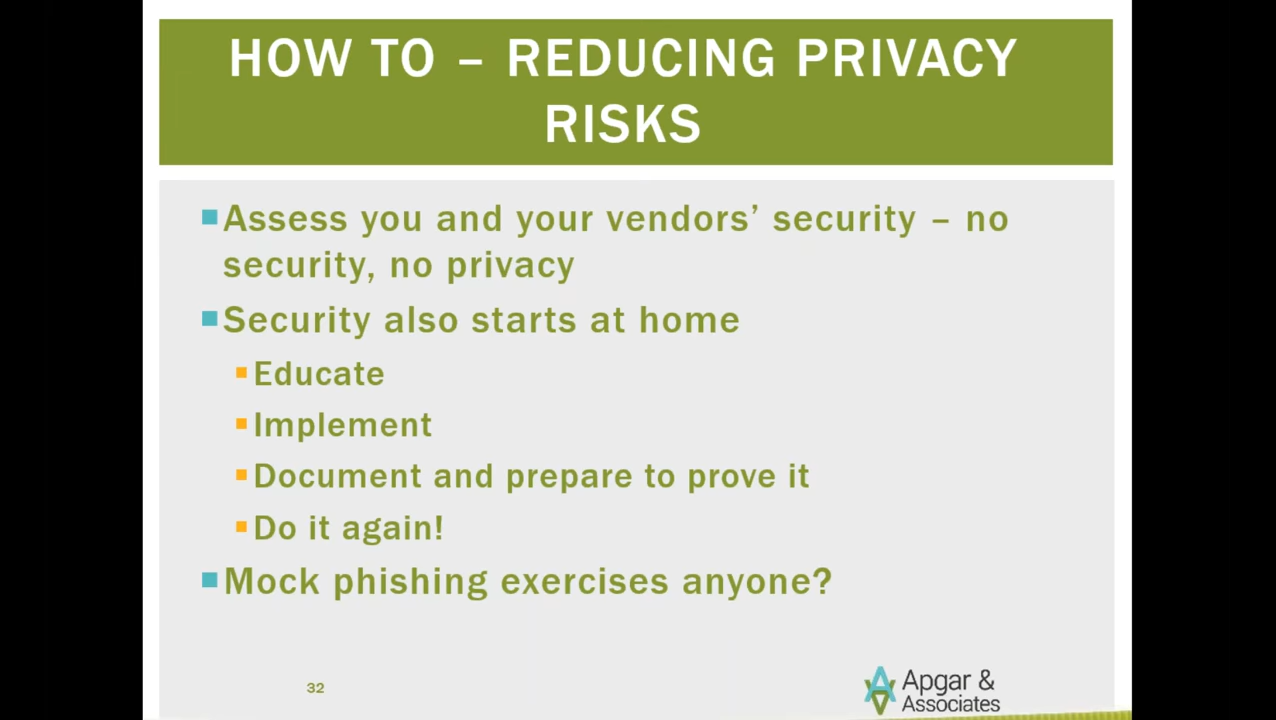 HOW TO – REDUCING PRIVACY
RISKS
Assess you and your vendors’ security – no
security, no privacy
Security also starts at home
Educate
Implement
Document and prepare to prove it
Do it again!
Mock phishing exercises anyone?
32
Apgar &
Associates